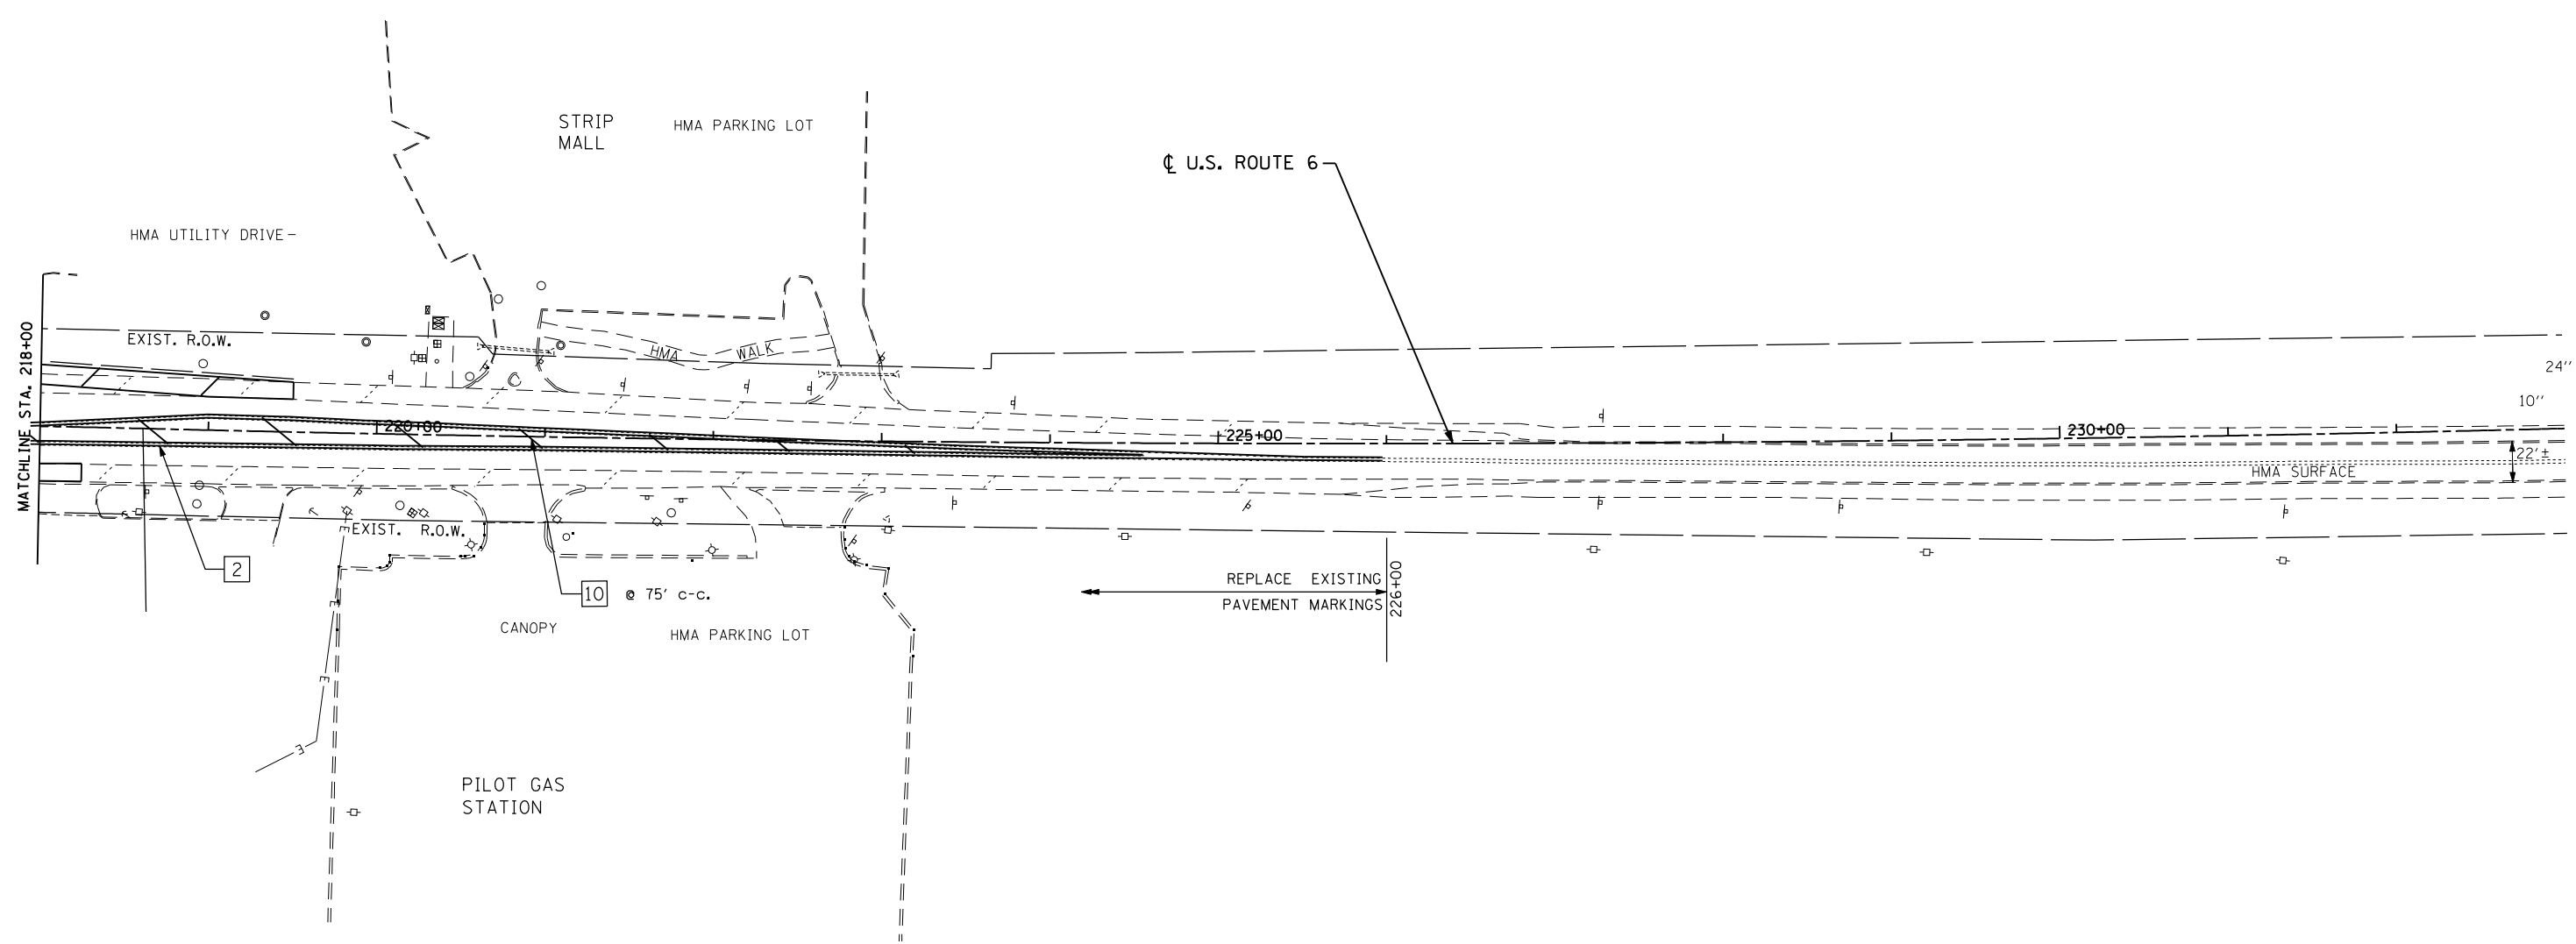 STRIP
MALL
HMA PARKING LOT
℄ U.S. ROUTE 6
HMA UTILITY DRIVE
MATCHLINE STA. 218+00
EXIST. R.O.W.
HMA WALK
24''
10''
220+00
225+00
230+00
22'±
HMA SURFACE
EXIST. R.O.W.
E
2
10 @ 75' c-c.
REPLACE EXISTING
PAVEMENT MARKINGS
226+00
E
CANOPY
HMA PARKING LOT
E
E
PILOT GAS
STATION